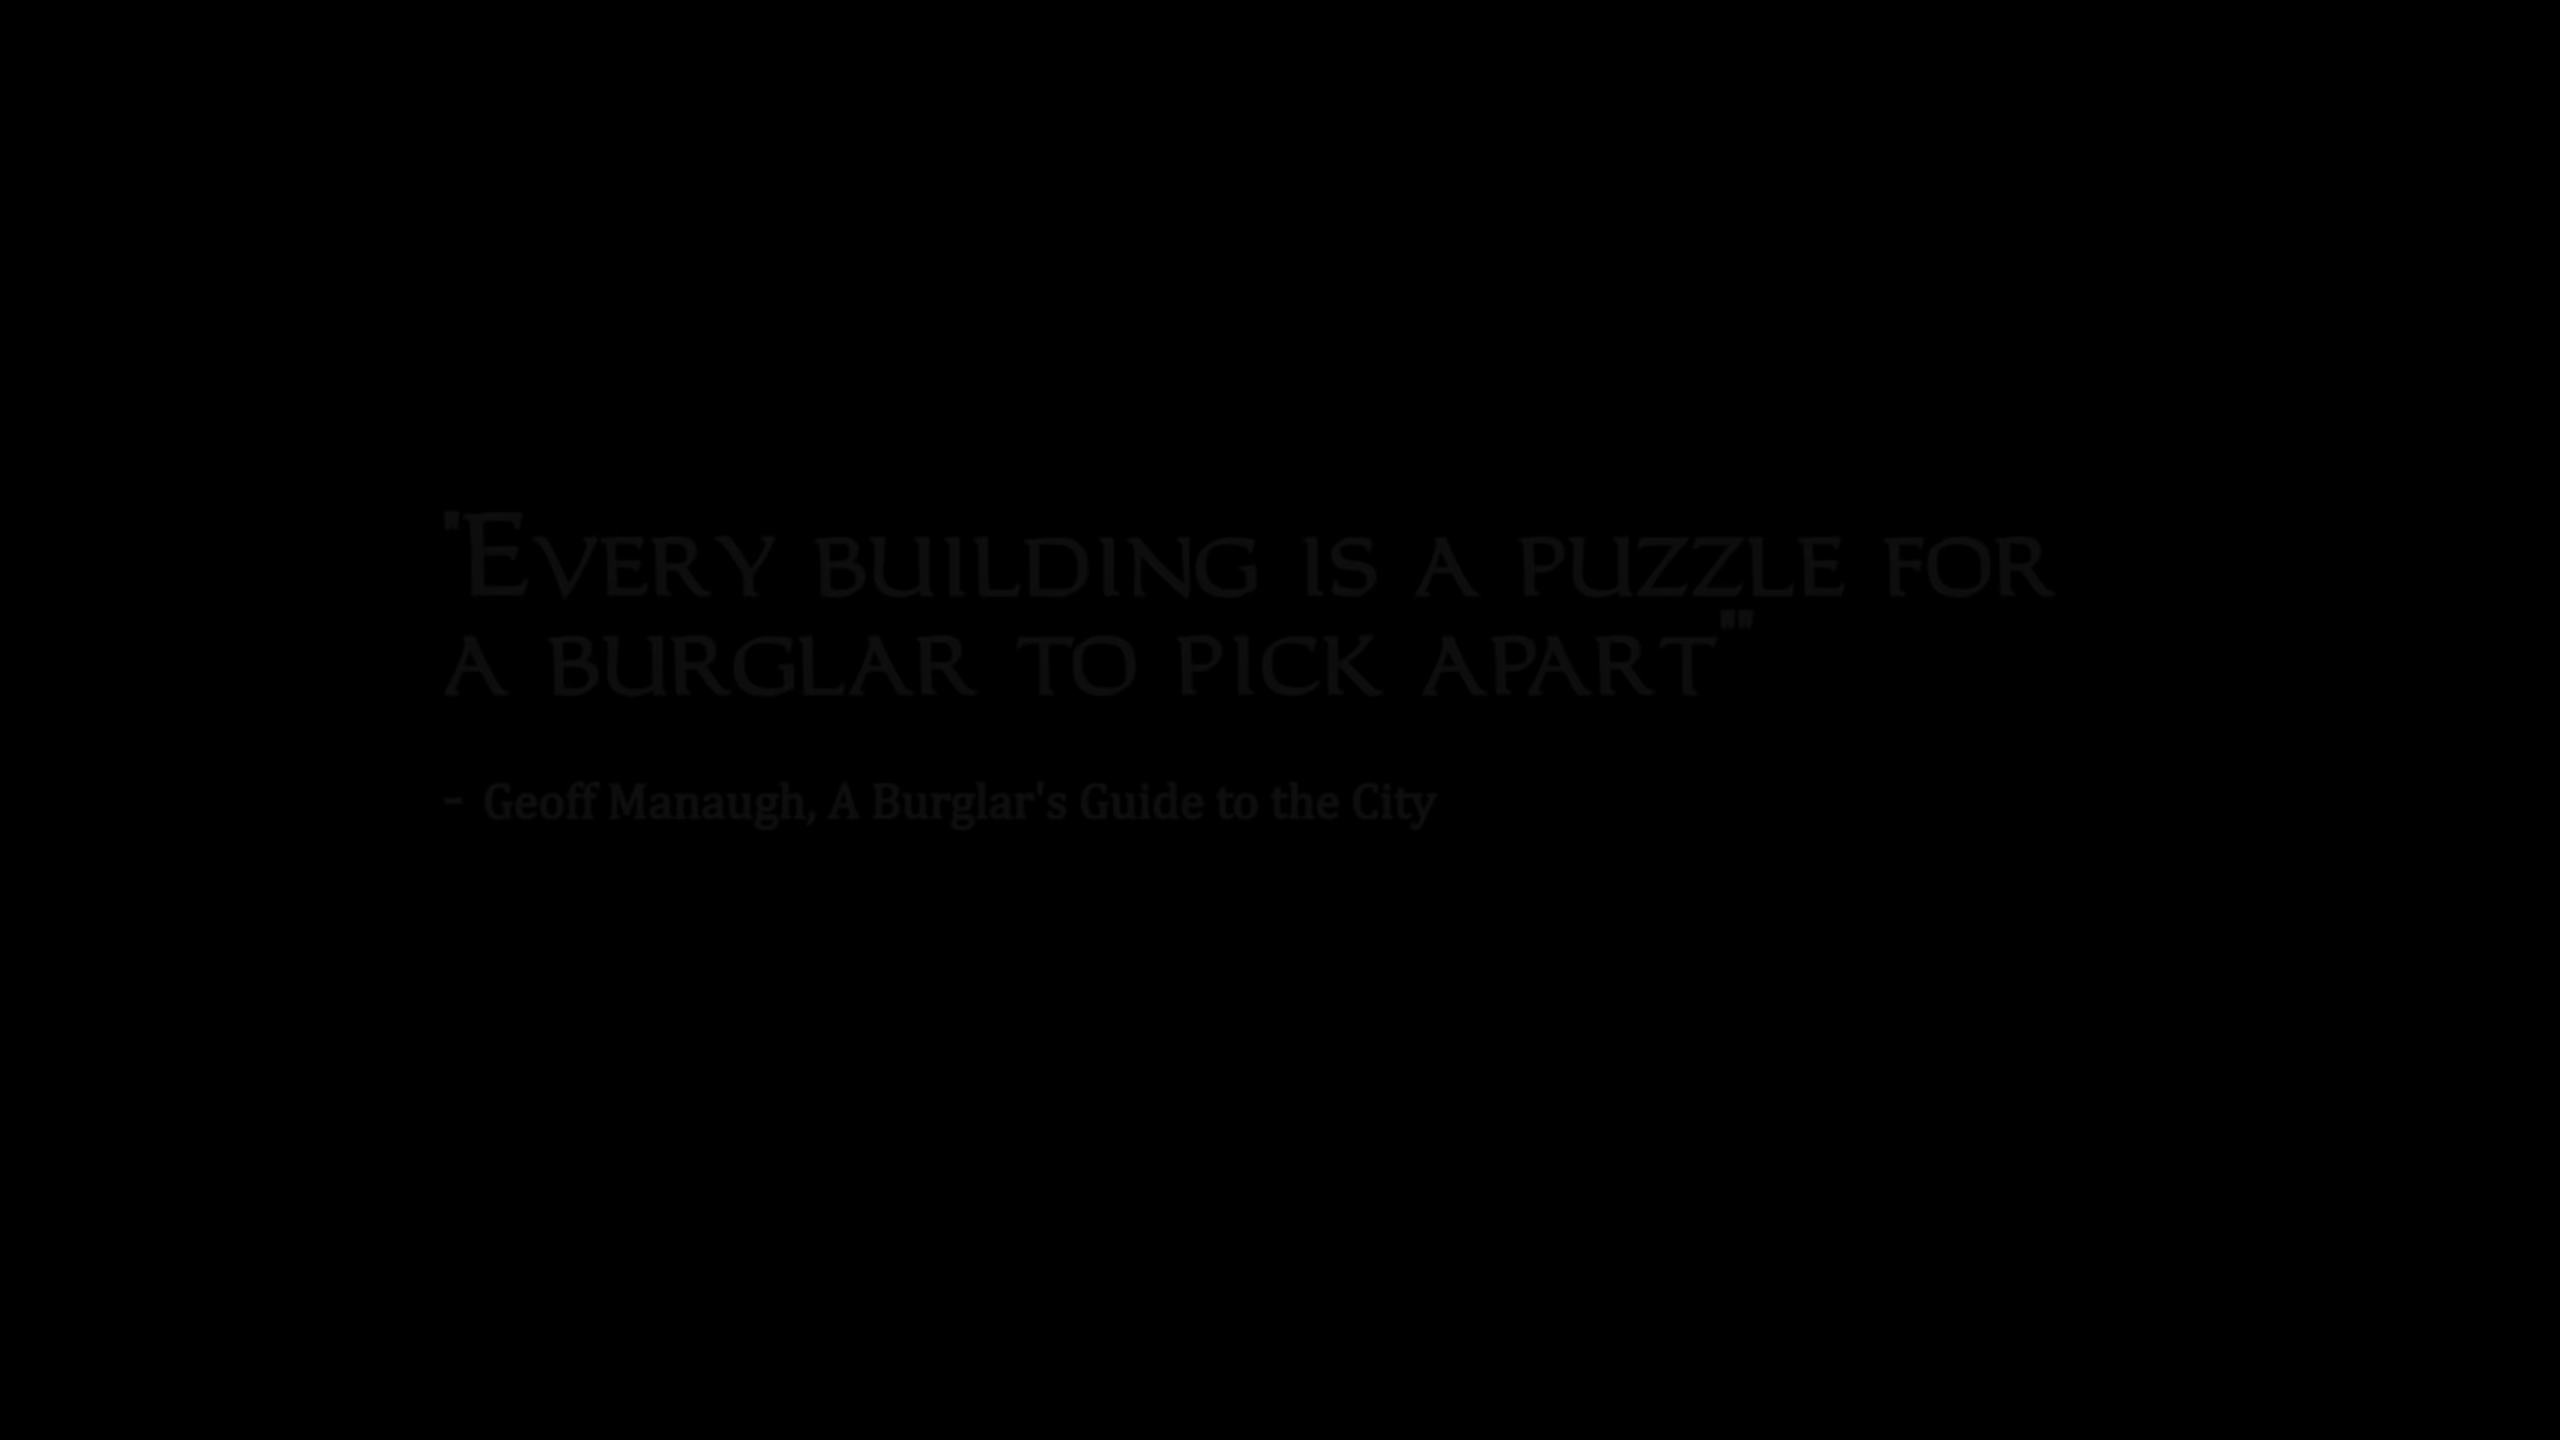 "Every building is a puzzle for
a burglar to pick apart""
- Geoff Manaugh, A Burglar's Guide to the City